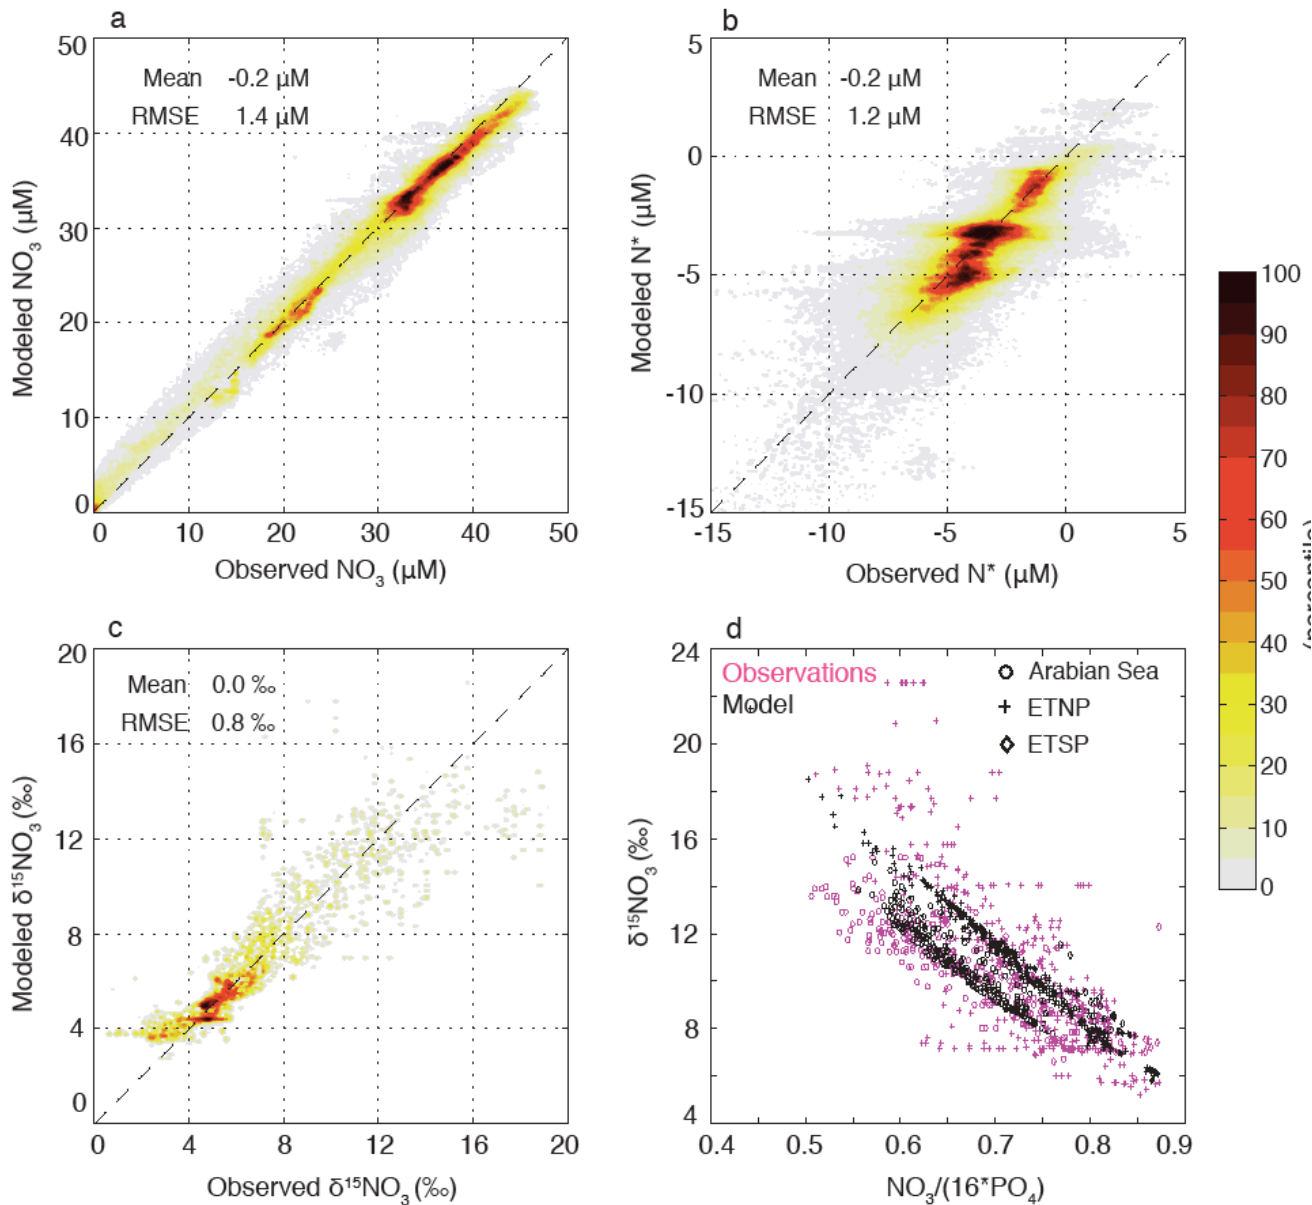 a
50
40
30
20
10
0
Modeled NO₃ (µM)
Mean -0.2 µM
RMSE 1.4 µM
0 10 20 30 40 50
Observed NO₃ (µM)
b
5
0
-5
-10
-15
Modeled N* (µM)
Mean -0.2 µM
RMSE 1.2 µM
-15 -10 -5 0 5
Observed N* (µM)
100
90
80
70
60
50
40
30
20
10
0
(percentile)
c
20
16
12
8
4
0
Modeled δ¹⁵NO₃ (‰)
Mean 0.0 ‰
RMSE 0.8 ‰
0 4 8 12 16 20
Observed δ¹⁵NO₃ (‰)
d
24
20
16
12
8
4
δ¹⁵NO₃ (‰)
Observations
Model
Arabian Sea
ETNP
ETSP
0.4 0.5 0.6 0.7 0.8 0.9
NO₃/(16*PO₄)